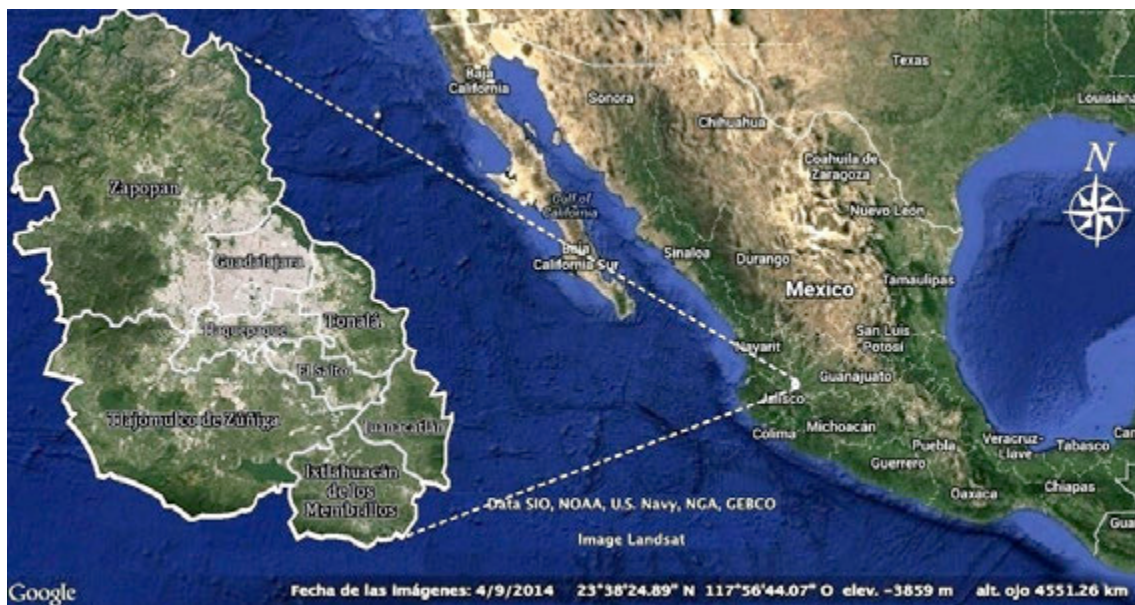 Zapopan
Guadalajara
Tlaquepaque
Tonalá
El Salto
Tlajomulco de Zúñiga
Juanacatlán
Ixtlahuacán
de los
Membrillos
Baja
California
Sonora
Chihuahua
Texas
Louisiana
Coahuila de
Zaragoza
Nuevo León
Gulf of
California
Baja
California Sur
Sinaloa
Durango
Mexico
Tamaulipas
San Luis
Potosí
Nayarit
Guanajuato
Jalisco
Colima
Michoacán
Guerrero
Puebla
Veracruz-
Llave
Tabasco
Oaxaca
Chiapas
Can
Gua
N
Data SIO, NOAA, U.S. Navy, NGA, GEBCO
Image Landsat
Google
Fecha de las imágenes: 4/9/2014 23°38'24.89" N 117°56'44.07" O elev. -3859 m alt. ojo 4551.26 km